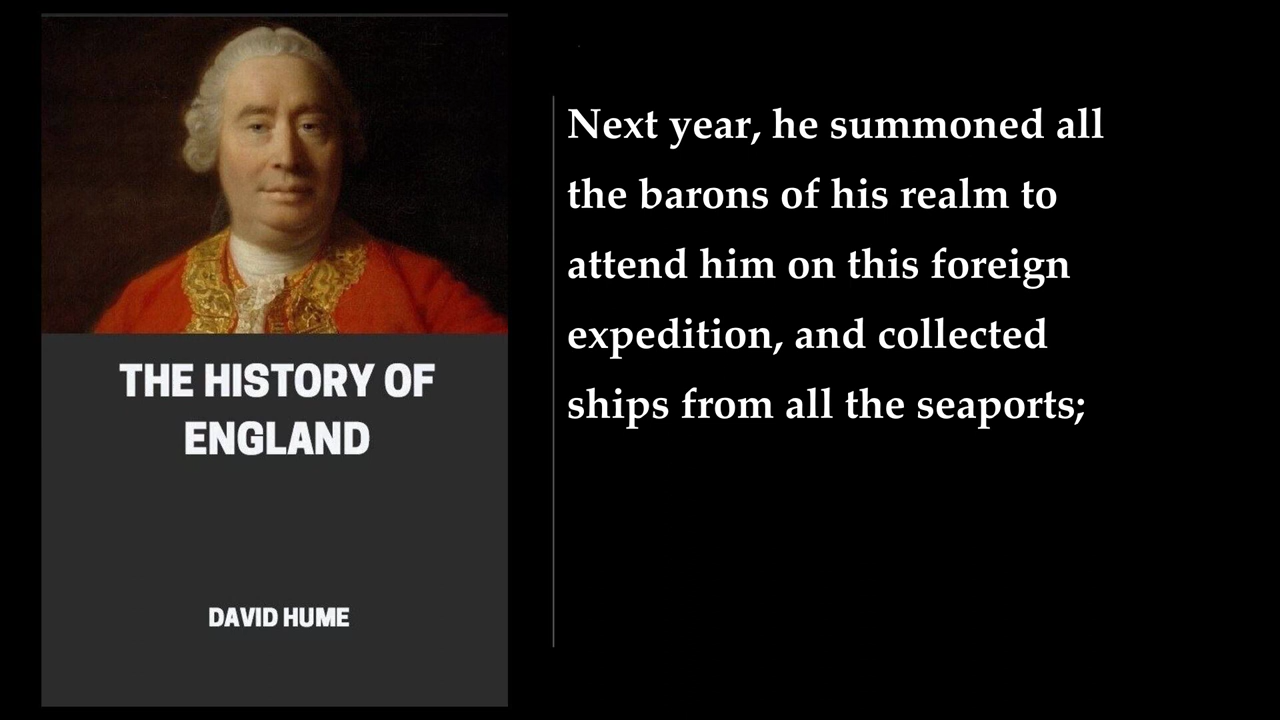 THE HISTORY OF
ENGLAND
DAVID HUME
Next year, he summoned all
the barons of his realm to
attend him on this foreign
expedition, and collected
ships from all the seaports;